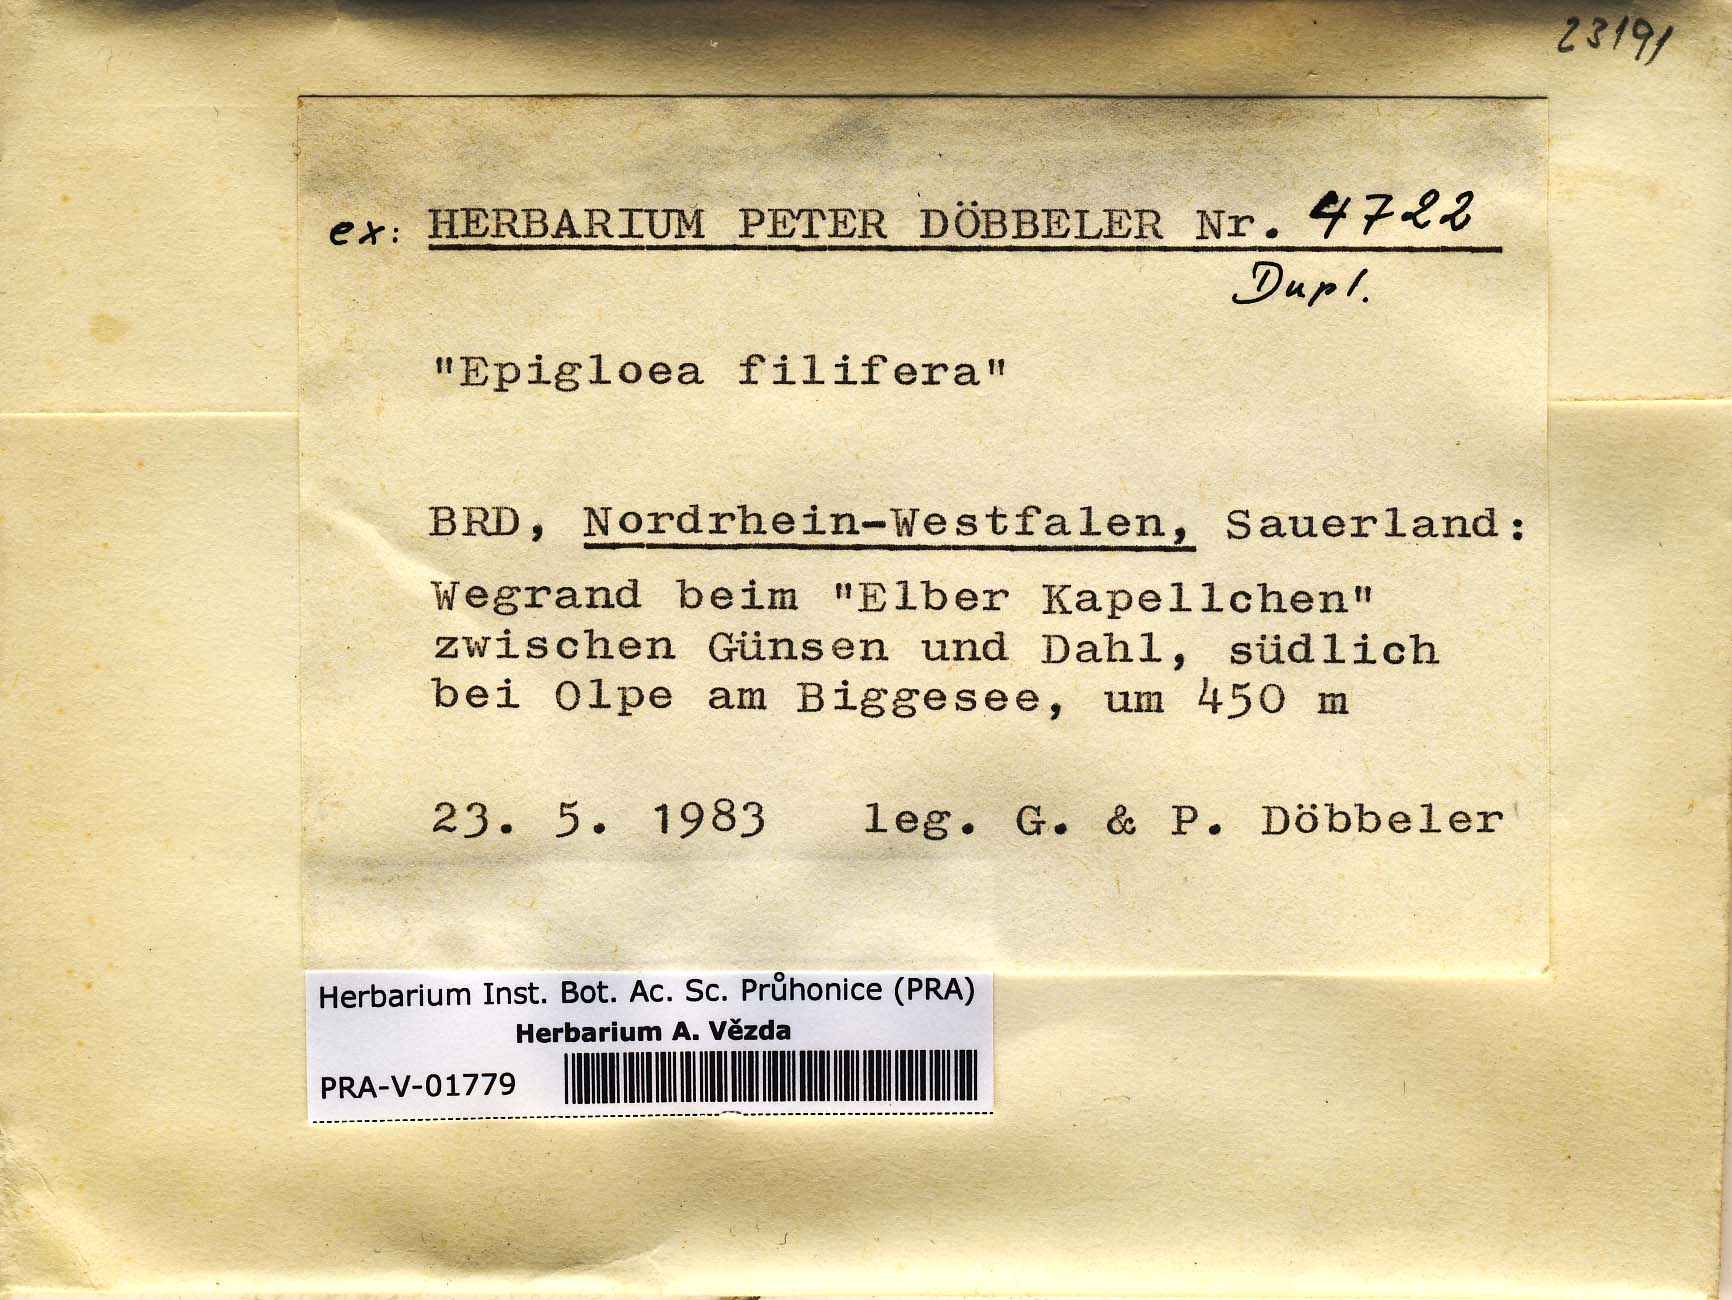 23191
ex: HERBARIUM PETER DÖBBELER Nr. 4722
Dupl.
"Epigloea filifera"
BRD, Nordrhein-Westfalen, Sauerland:
Wegrand beim "Elber Kapellchen"
zwischen Günsen und Dahl, südlich
bei Olpe am Biggesee, um 450 m
23. 5. 1983 leg. G. & P. Döbbeler
Herbarium Inst. Bot. Ac. Sc. Průhonice (PRA)
Herbarium A. Vězda
PRA-V-01779